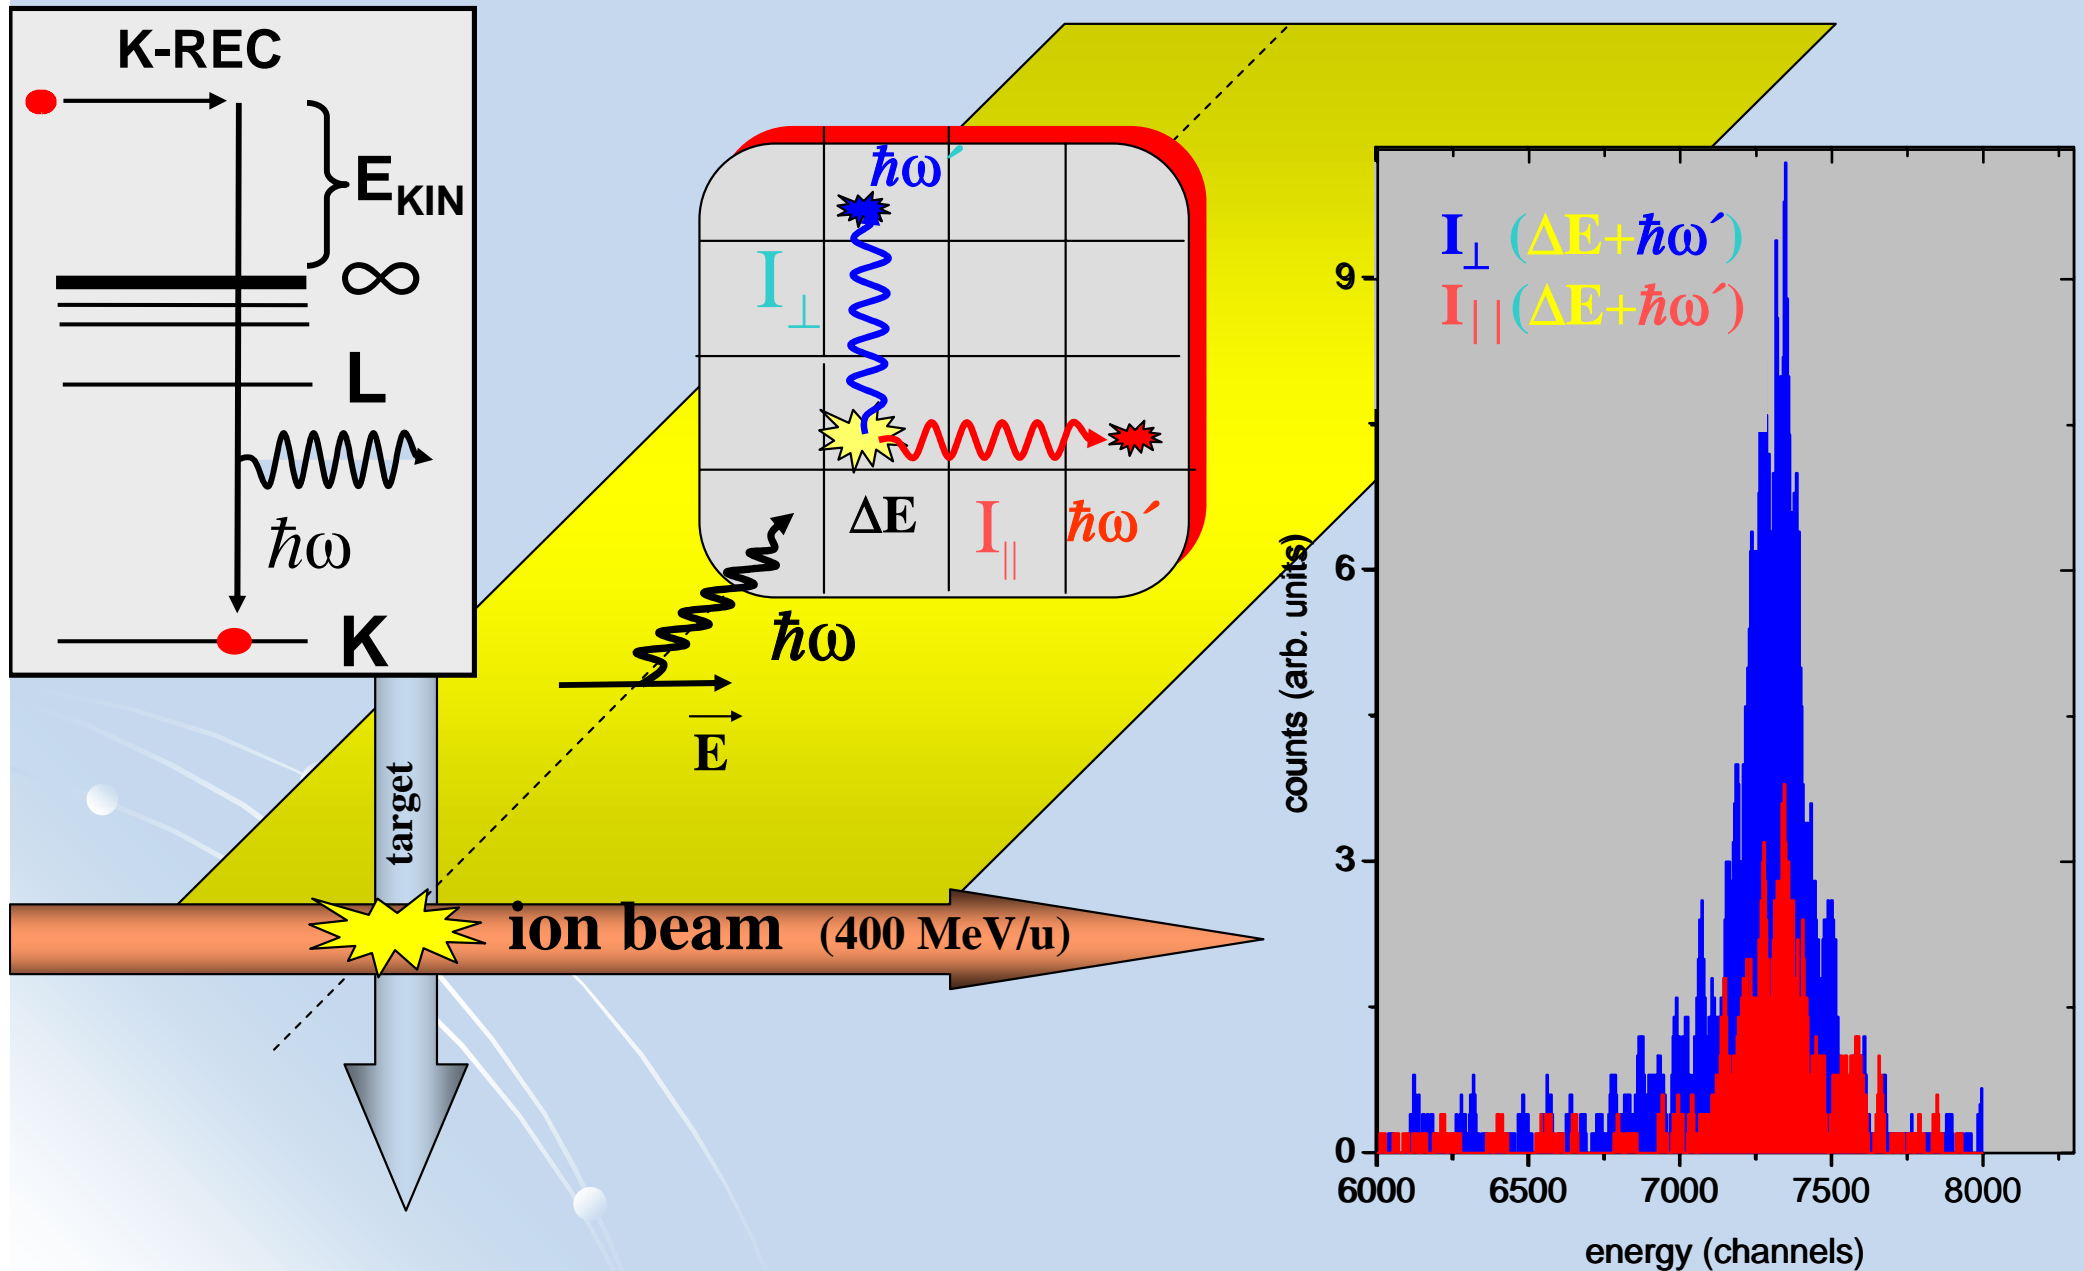 K-REC
E_KIN
∞
L
ħω
K
target
ion beam (400 MeV/u)
E
ħω
ħω´
I⊥
ΔE
I||
ħω´
I⊥ (ΔE+ħω´)
I|| (ΔE+ħω´)
counts (arb. units)
9
6
3
0
6000 6500 7000 7500 8000
energy (channels)